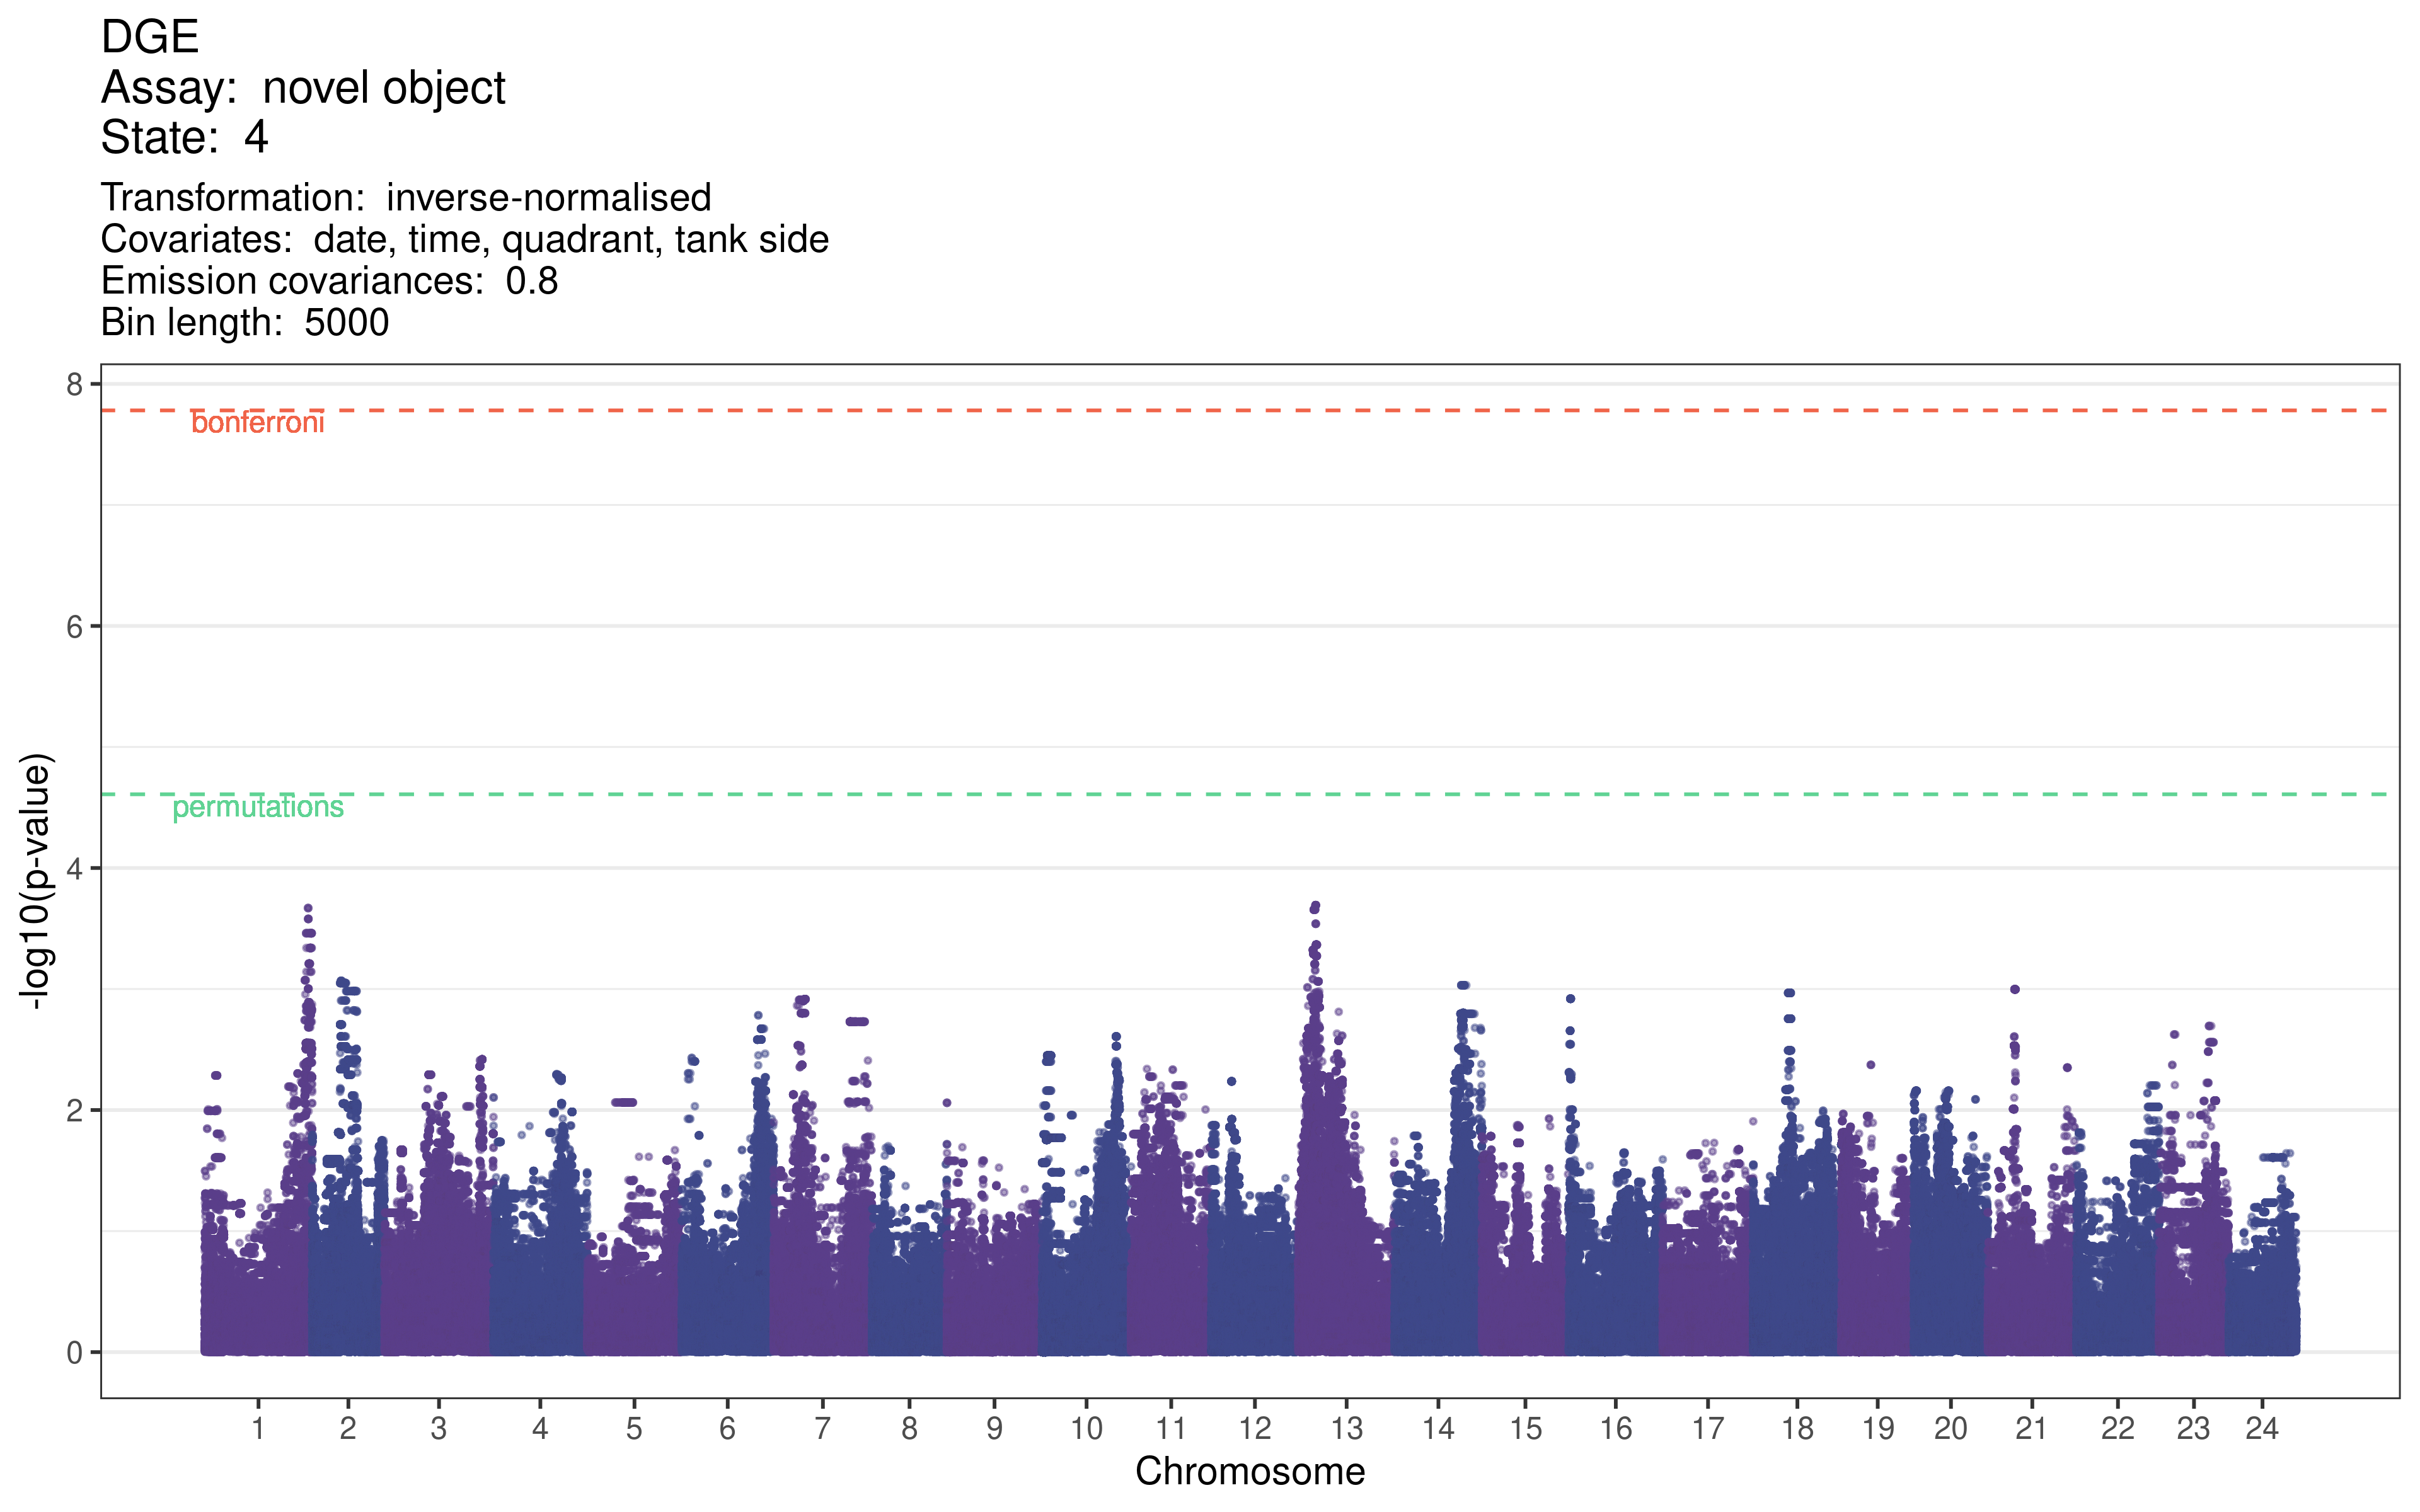 DGE
Assay:  novel object
State:  4
Transformation:  inverse-normalised
Covariates:  date, time, quadrant, tank side
Emission covariances:  0.8
Bin length:  5000
8
bonferroni
6
permutations
4
2
0
-log10(p-value)
1 2 3 4 5 6 7 8 9 10 11 12 13 14 15 16 17 18 19 20 21 22 23 24
Chromosome